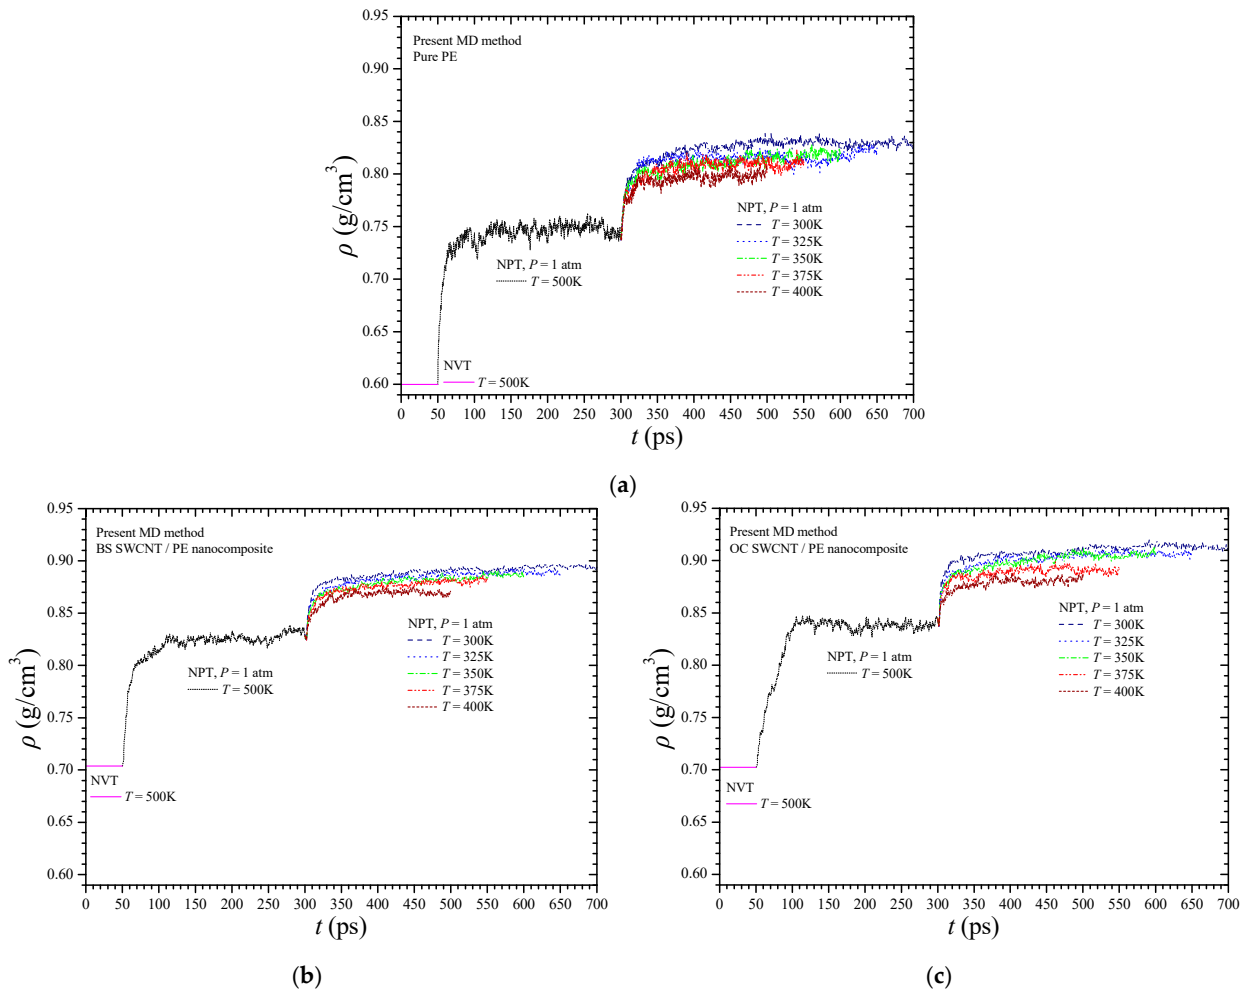 0.95
0.90
0.85
0.80
0.75
0.70
0.65
0.60
ρ (g/cm³)
Present MD method
Pure PE
NPT, P = 1 atm
T = 500K
NVT
T = 500K
NPT, P = 1 atm
T = 300K
T = 325K
T = 350K
T = 375K
T = 400K
0 50 100 150 200 250 300 350 400 450 500 550 600 650 700
t (ps)
(a)
0.95
0.90
0.85
0.80
0.75
0.70
0.65
0.60
ρ (g/cm³)
Present MD method
BS SWCNT / PE nanocomposite
NPT, P = 1 atm
T = 500K
NVT
T = 500K
NPT, P = 1 atm
T = 300K
T = 325K
T = 350K
T = 375K
T = 400K
0 50 100 150 200 250 300 350 400 450 500 550 600 650 700
t (ps)
(b)
0.95
0.90
0.85
0.80
0.75
0.70
0.65
0.60
ρ (g/cm³)
Present MD method
OC SWCNT / PE nanocomposite
NPT, P = 1 atm
T = 500K
NVT
T = 500K
NPT, P = 1 atm
T = 300K
T = 325K
T = 350K
T = 375K
T = 400K
0 50 100 150 200 250 300 350 400 450 500 550 600 650 700
t (ps)
(c)